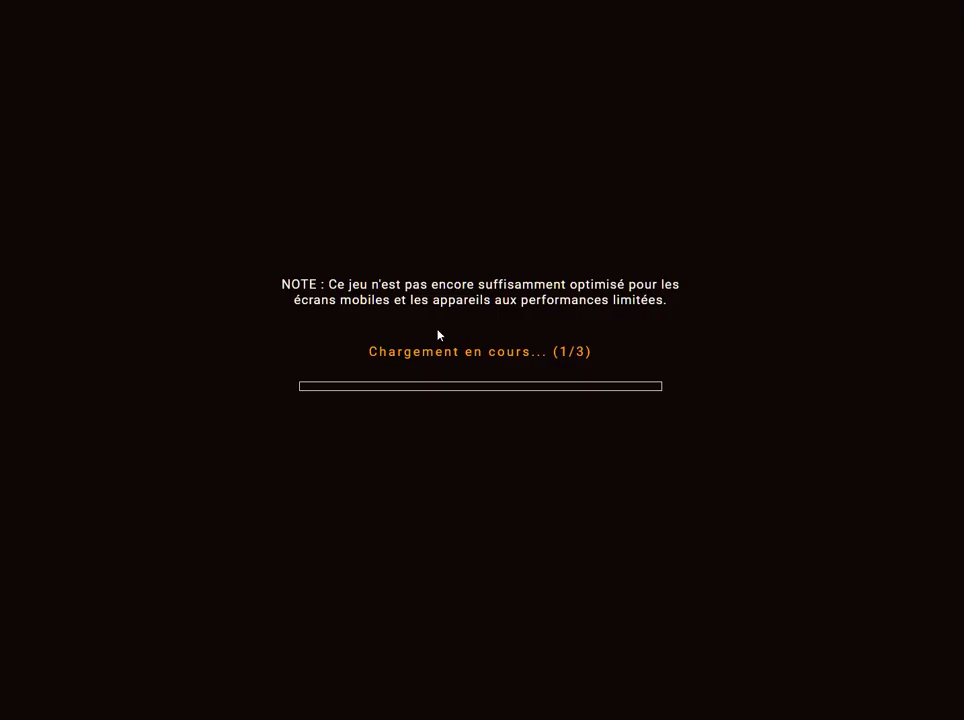 NOTE : Ce jeu n'est pas encore suffisamment optimisé pour les
écrans mobiles et les appareils aux performances limitées.
Chargement en cours... (1/3)